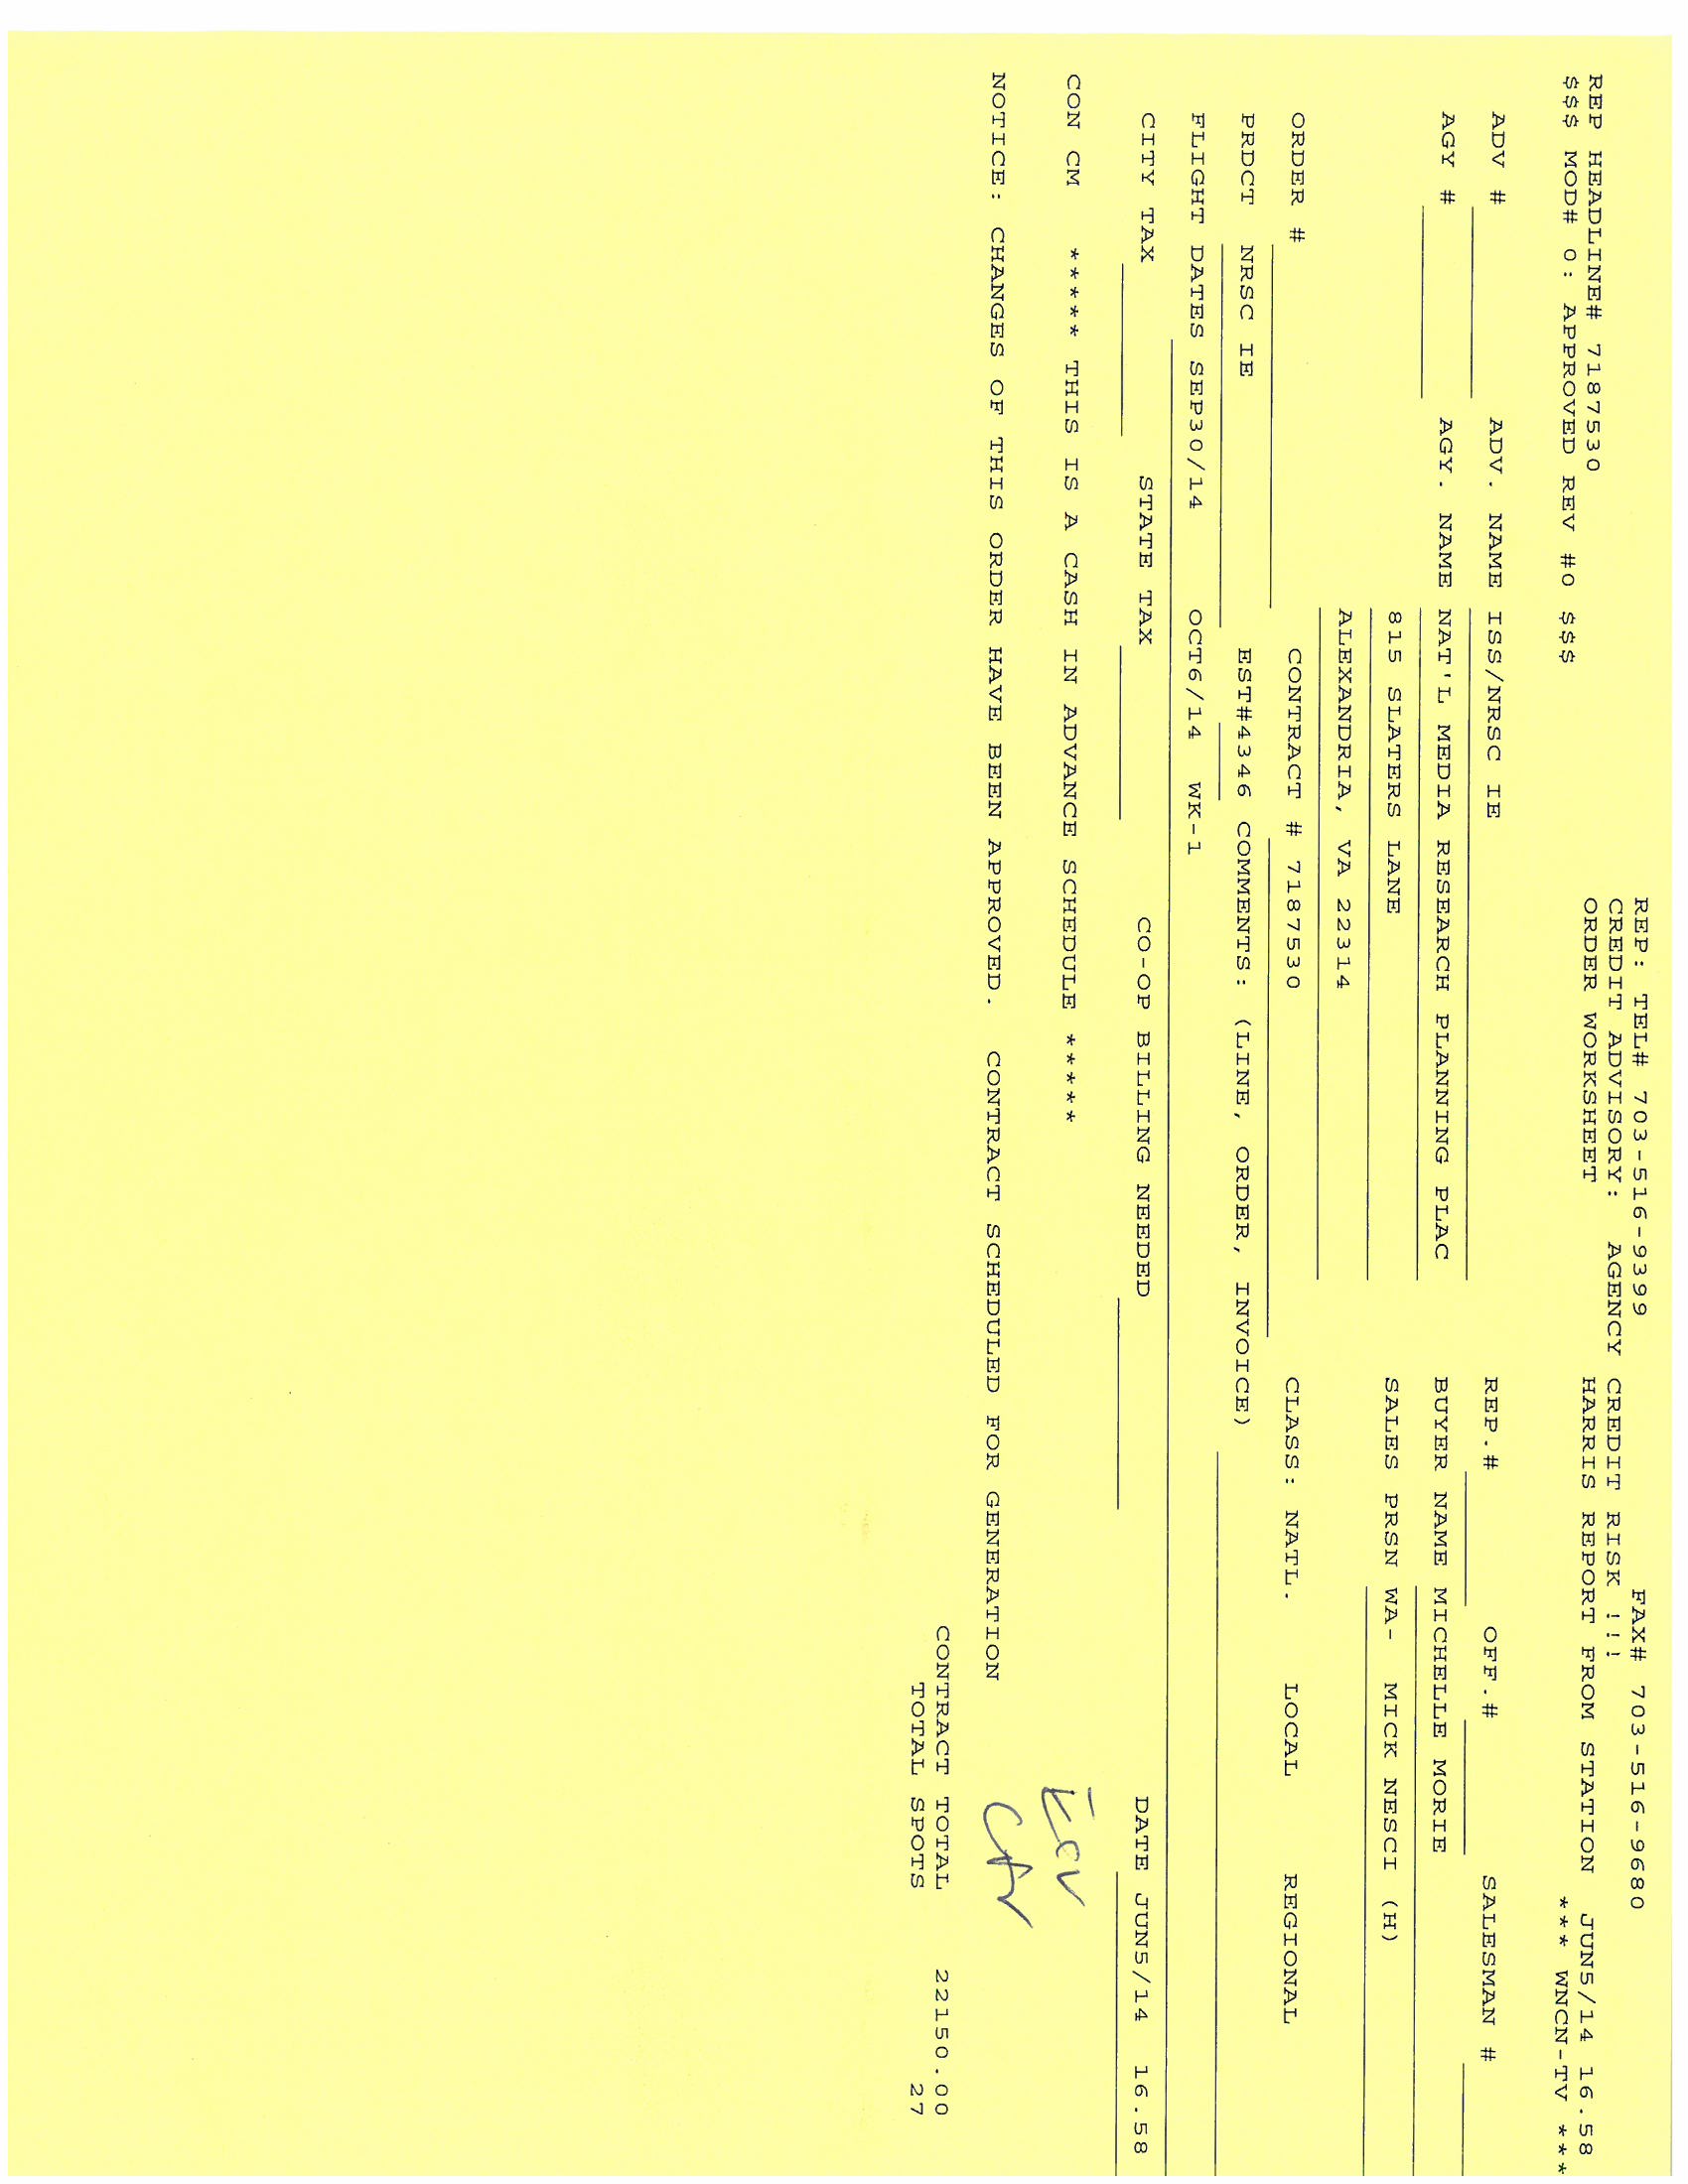 REP: TEL# 703-516-9399 FAX# 703-516-9680
CREDIT ADVISORY: AGENCY CREDIT RISK !!!
ORDER WORKSHEET HARRIS REPORT FROM STATION JUN5/14 16.58
REP HEADLINE# 7187530 *** WNCN-TV ***
$$$ MOD# 0: APPROVED REV #0 $$$
ADV # ADV. NAME ISS/NRSC IE REP.# OFF.# SALESMAN #
AGY # AGY. NAME NAT'L MEDIA RESEARCH PLANNING PLAC BUYER NAME MICHELLE MORIE
815 SLATERS LANE SALES PRSN WA- MICK NESCI (H)
ALEXANDRIA, VA 22314
ORDER # CONTRACT # 7187530 CLASS: NATL. LOCAL REGIONAL
PRDCT NRSC IE EST#4346 COMMENTS: (LINE, ORDER, INVOICE)
FLIGHT DATES SEP30/14 OCT6/14 WK-1
CITY TAX STATE TAX CO-OP BILLING NEEDED DATE JUN5/14 16.58
CON CM ***** THIS IS A CASH IN ADVANCE SCHEDULE *****
NOTICE: CHANGES OF THIS ORDER HAVE BEEN APPROVED. CONTRACT SCHEDULED FOR GENERATION
CONTRACT TOTAL 22150.00
TOTAL SPOTS 27